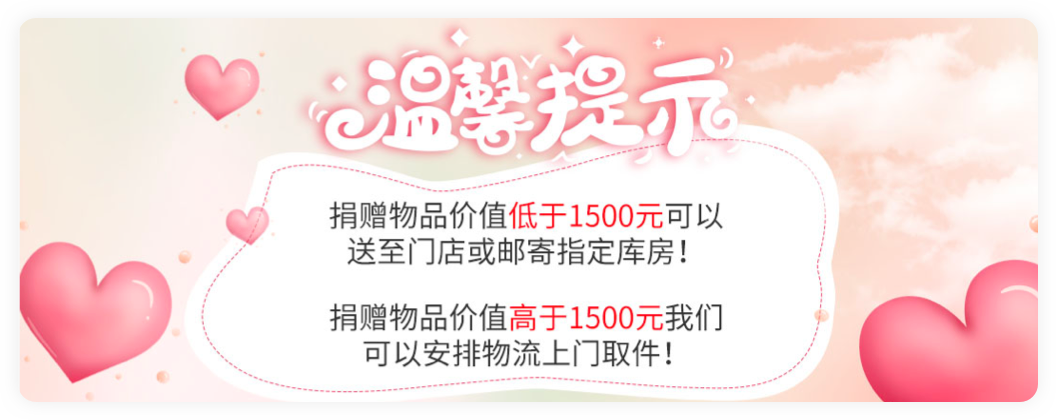 温馨提示
捐赠物品价值低于1500元可以
送至门店或邮寄指定库房！
捐赠物品价值高于1500元我们
可以安排物流上门取件！